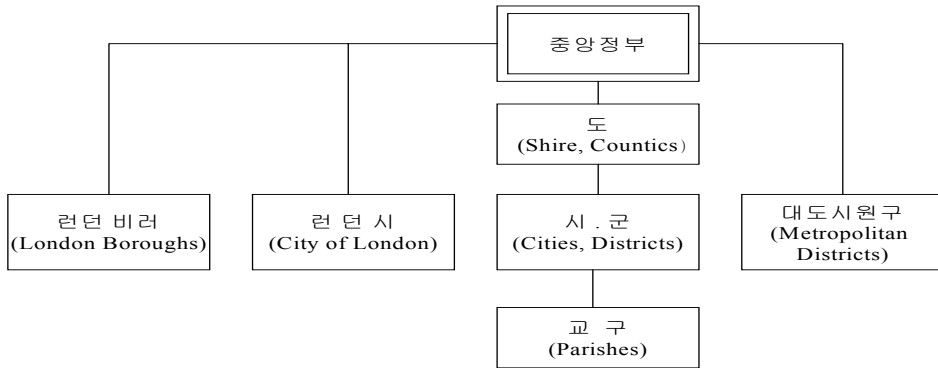 중앙정부
도
(Shire, Countics)
런던 비러
(London Boroughs)
런 던 시
(City of London)
시 . 군
(Cities, Districts)
대도시원구
(Metropolitan
Districts)
교 구
(Parishes)